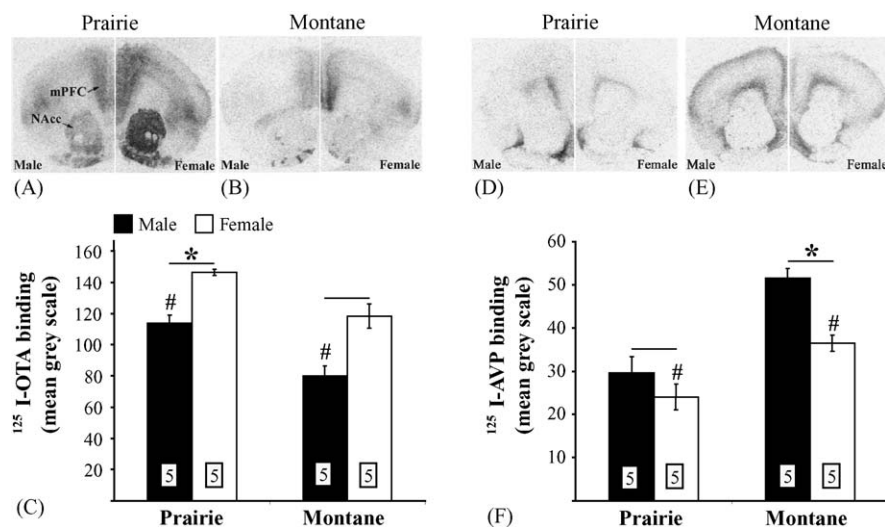 Prairie Montane Prairie Montane
mPFC
NAcc
Male Female Male Female Male Female Male Female
(A) (B) (D) (E)
Male Female
160
140
120
100
80
60
40
20
125 I-OTA binding
(mean grey scale)
* # #
5 5 5 5
Prairie Montane
(C)
60
50
40
30
20
10
125 I-AVP binding
(mean grey scale)
* # #
5 5 5 5
Prairie Montane
(F)